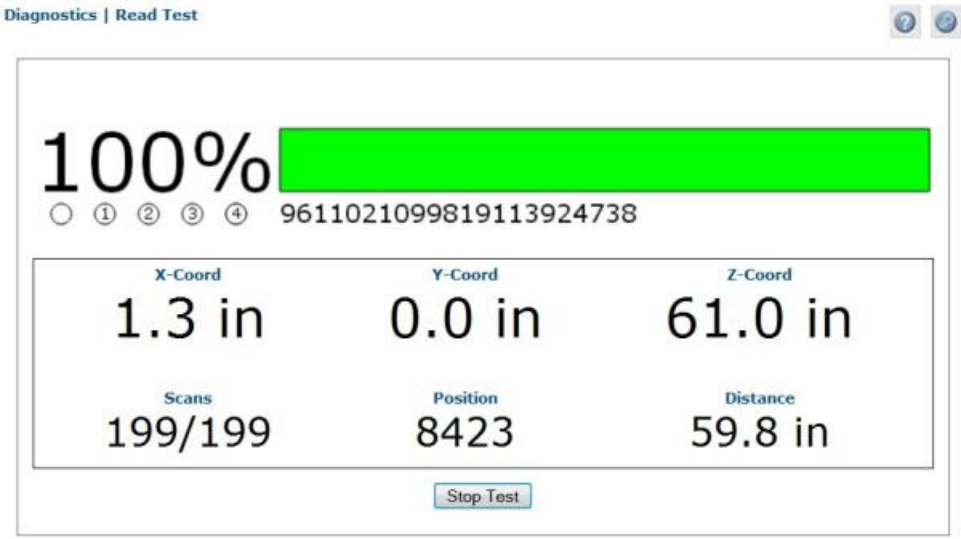 Diagnostics | Read Test
100%
① ② ③ ④ 9611021099819113924738
X-Coord Y-Coord Z-Coord
1.3 in 0.0 in 61.0 in
Scans Position Distance
199/199 8423 59.8 in
Stop Test